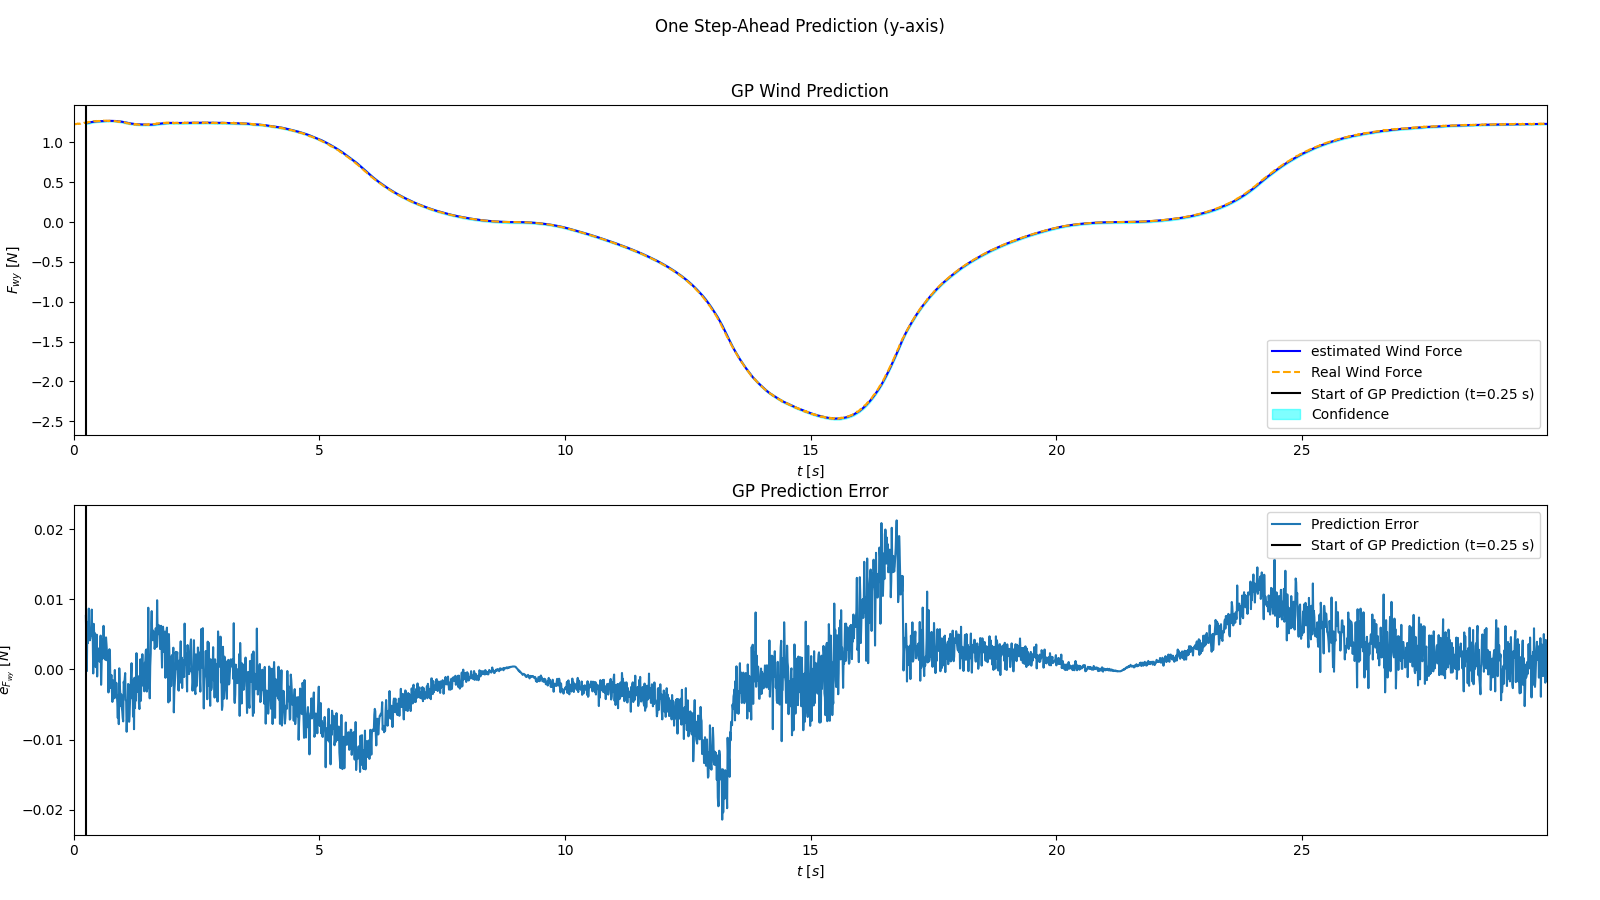 One Step-Ahead Prediction (y-axis)
GP Wind Prediction
1.0
0.5
0.0
−0.5
−1.0
−1.5
−2.0
−2.5
F_wy [N]
estimated Wind Force
Real Wind Force
Start of GP Prediction (t=0.25 s)
Confidence
0 5 10 15 20 25
t [s]
GP Prediction Error
0.02
0.01
0.00
−0.01
−0.02
e_F_wy [N]
Prediction Error
Start of GP Prediction (t=0.25 s)
0 5 10 15 20 25
t [s]